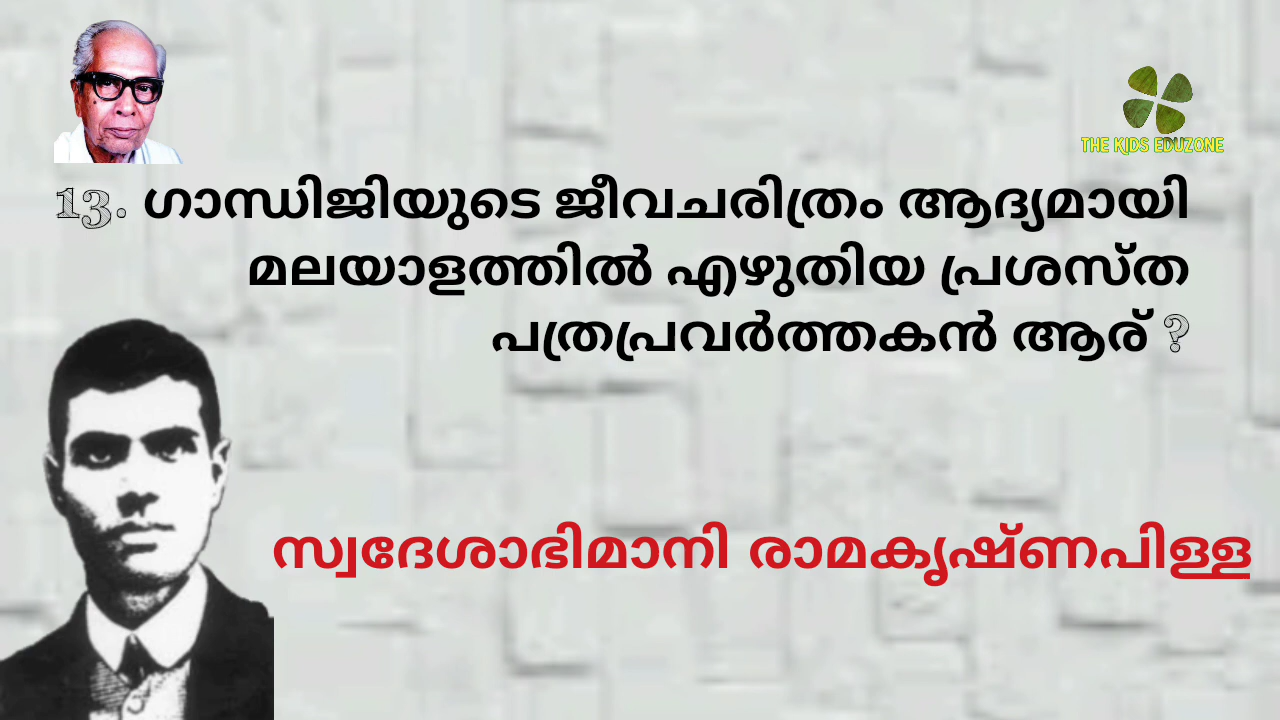 THE KIDS EDUZONE
13. ഗാന്ധിജിയുടെ ജീവചരിത്രം ആദ്യമായി
മലയാളത്തിൽ എഴുതിയ പ്രശസ്ത
പത്രപ്രവർത്തകൻ ആര് ?
സ്വദേശാഭിമാനി രാമകൃഷ്ണപിള്ള